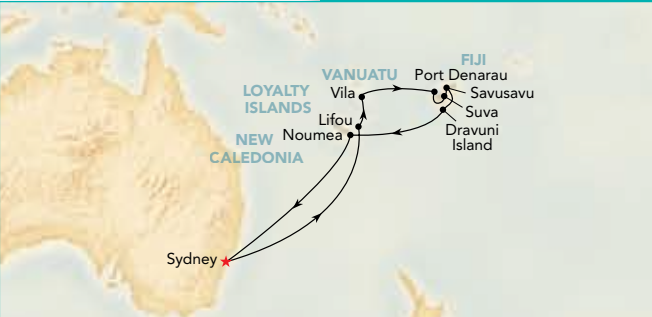 FIJI
VANUATU
Port Denarau
Vila
Savusavu
LOYALTY
ISLANDS
Suva
Lifou
Noumea
Dravuni
Island
NEW
CALEDONIA
Sydney